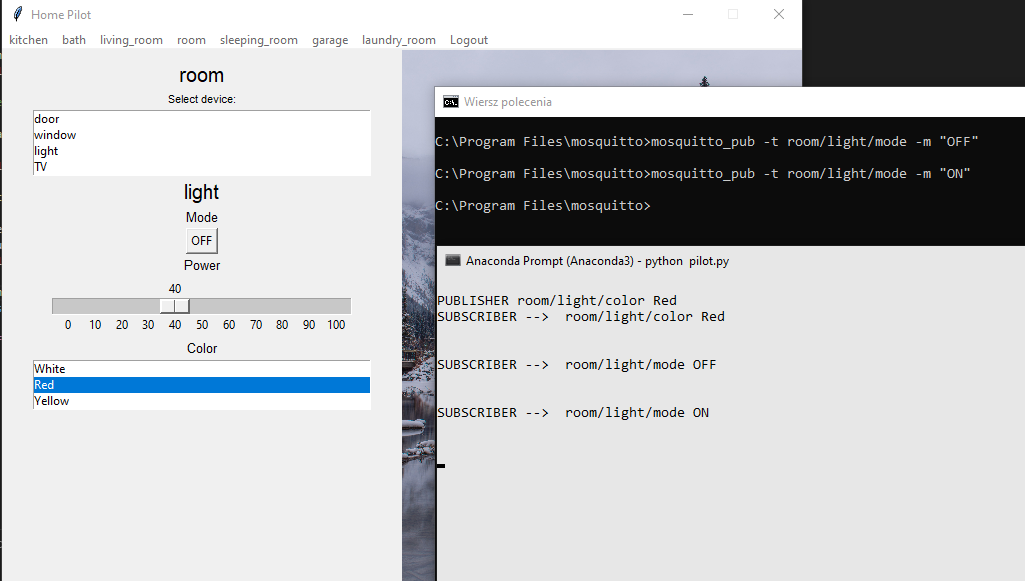 Home Pilot
kitchen bath living_room room sleeping_room garage laundry_room Logout
room
Select device:
door
window
light
TV
light
Mode
OFF
Power
40
0 10 20 30 40 50 60 70 80 90 100
Color
White
Red
Yellow
C:\.
Wiersz polecenia
C:\Program Files\mosquitto>mosquitto_pub -t room/light/mode -m "OFF"
C:\Program Files\mosquitto>mosquitto_pub -t room/light/mode -m "ON"
C:\Program Files\mosquitto>
Anaconda Prompt (Anaconda3) - python pilot.py
PUBLISHER room/light/color Red
SUBSCRIBER --> room/light/color Red
SUBSCRIBER --> room/light/mode OFF
SUBSCRIBER --> room/light/mode ON